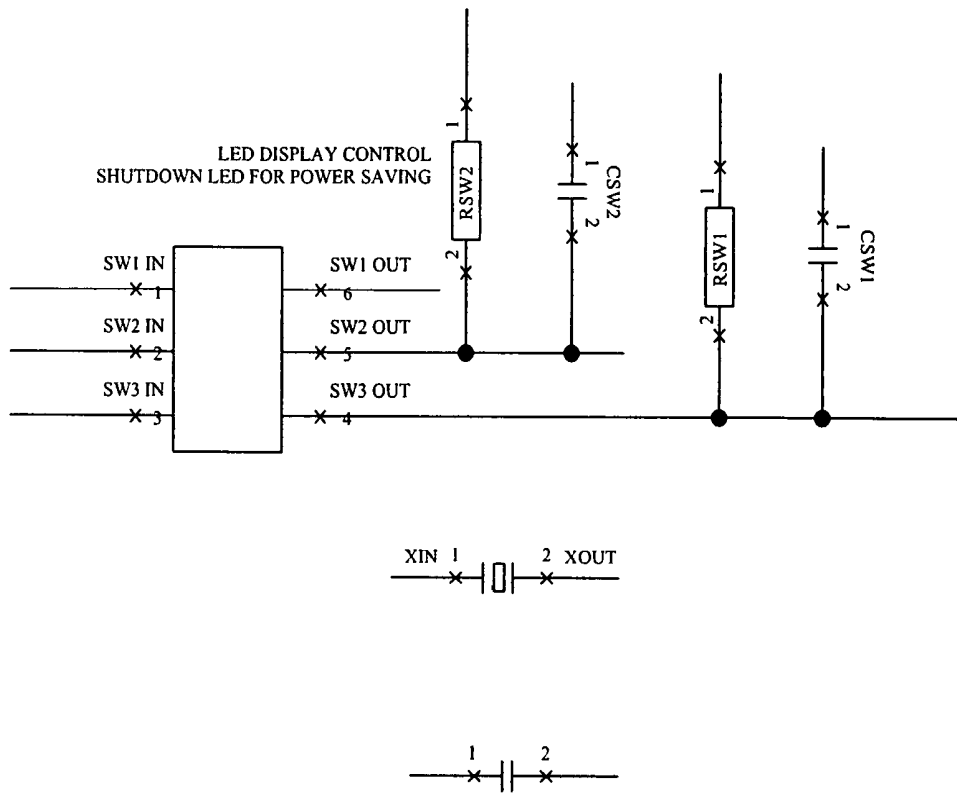 LED DISPLAY CONTROL
SHUTDOWN LED FOR POWER SAVING
1
RSW2
2
1
CSW2
2
1
RSW1
2
1
CSW1
2
SW1 IN
1
SW1 OUT
6
SW2 IN
2
SW2 OUT
5
SW3 IN
3
SW3 OUT
4
XIN 1 2 XOUT
1 2